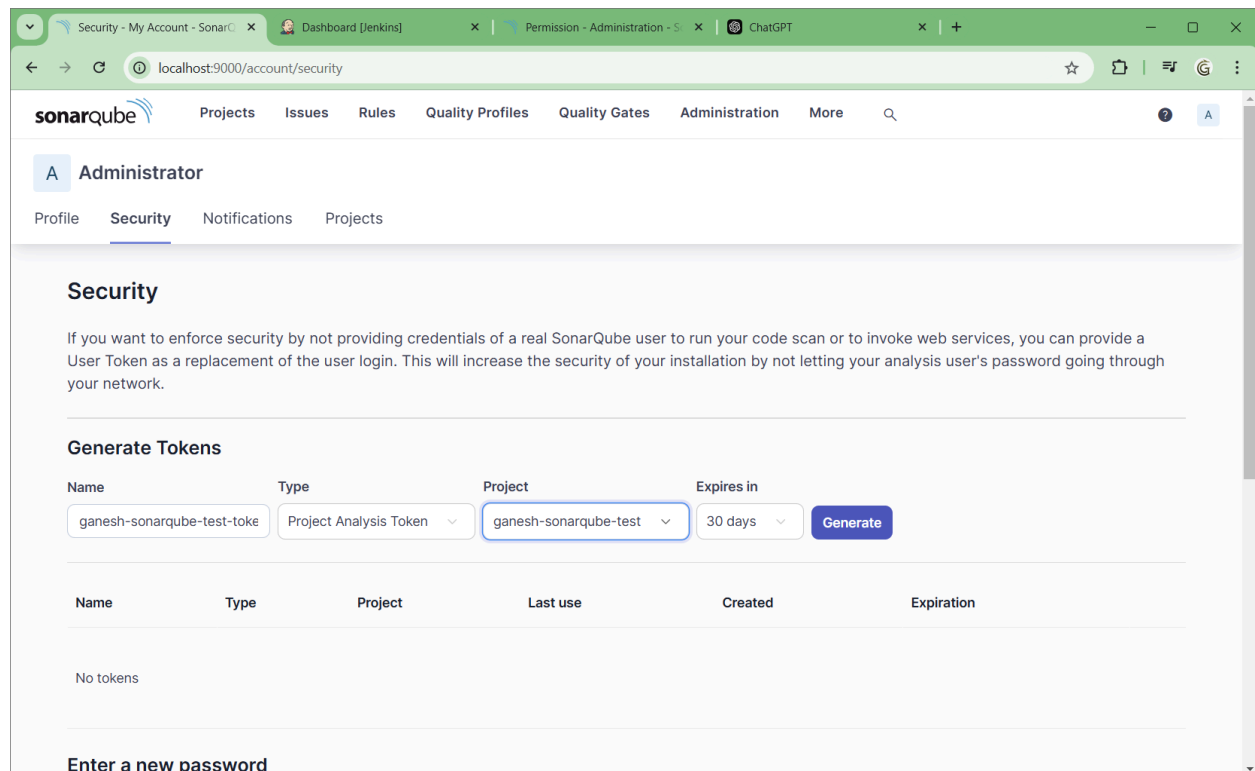 Security - My Account - SonarQ
Dashboard [Jenkins]
Permission - Administration - S
ChatGPT
localhost:9000/account/security
sonarqube
Projects Issues Rules Quality Profiles Quality Gates Administration More
? A
A Administrator
Profile Security Notifications Projects
Security
If you want to enforce security by not providing credentials of a real SonarQube user to run your code scan or to invoke web services, you can provide a
User Token as a replacement of the user login. This will increase the security of your installation by not letting your analysis user's password going through
your network.
Generate Tokens
Name Type Project Expires in
ganesh-sonarqube-test-toke Project Analysis Token ganesh-sonarqube-test 30 days Generate
Name Type Project Last use Created Expiration
No tokens
Enter a new password